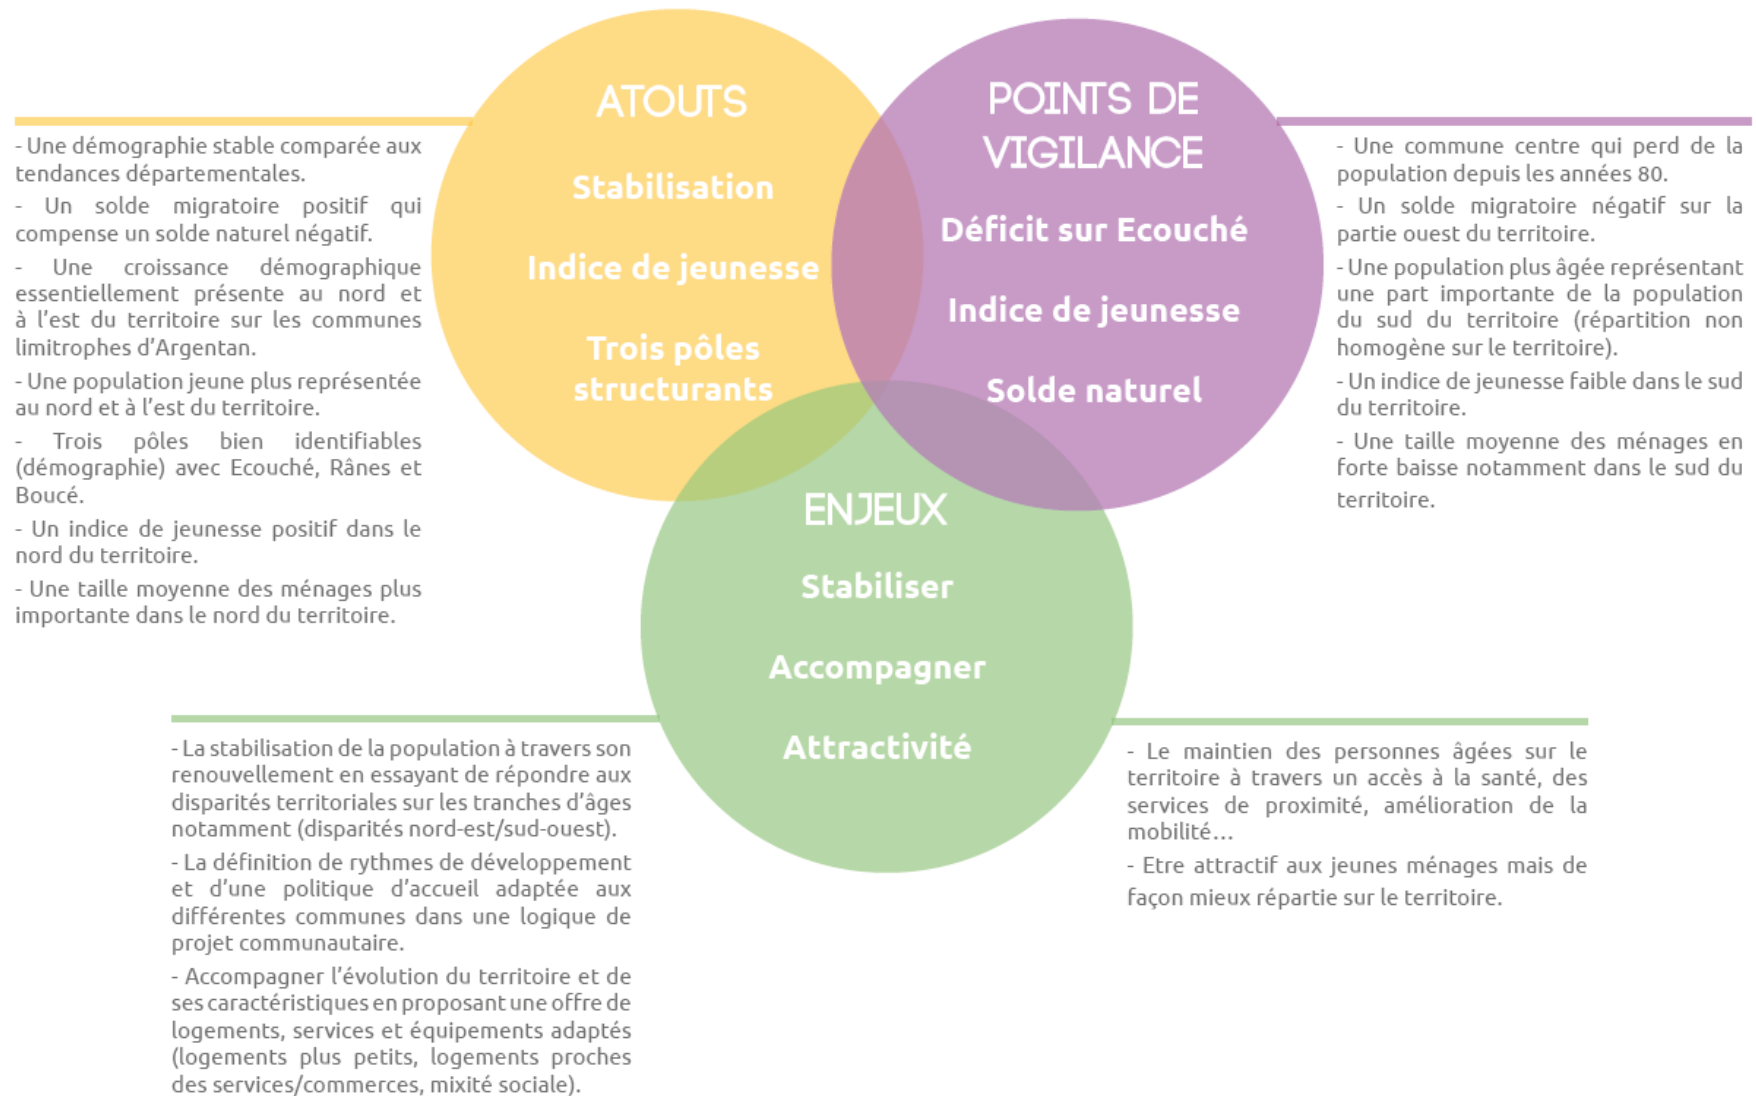 ATOUTS
Stabilisation
Indice de jeunesse
Trois pôles
structurants
- Une démographie stable comparée aux
tendances départementales.
- Un solde migratoire positif qui
compense un solde naturel négatif.
- Une croissance démographique
essentiellement présente au nord et
à l'est du territoire sur les communes
limitrophes d'Argentan.
- Une population jeune plus représentée
au nord et à l'est du territoire.
- Trois pôles bien identifiables
(démographie) avec Ecouché, Rânes et
Boucé.
- Un indice de jeunesse positif dans le
nord du territoire.
- Une taille moyenne des ménages plus
importante dans le nord du territoire.
POINTS DE
VIGILANCE
Déficit sur Ecouché
Indice de jeunesse
Solde naturel
- Une commune centre qui perd de la
population depuis les années 80.
- Un solde migratoire négatif sur la
partie ouest du territoire.
- Une population plus âgée représentant
une part importante de la population
du sud du territoire (répartition non
homogène sur le territoire).
- Un indice de jeunesse faible dans le sud
du territoire.
- Une taille moyenne des ménages en
forte baisse notamment dans le sud du
territoire.
ENJEUX
Stabiliser
Accompagner
Attractivité
- La stabilisation de la population à travers son
renouvellement en essayant de répondre aux
disparités territoriales sur les tranches d'âges
notamment (disparités nord-est/sud-ouest).
- La définition de rythmes de développement
et d'une politique d'accueil adaptée aux
différentes communes dans une logique de
projet communautaire.
- Accompagner l'évolution du territoire et de
ses caractéristiques en proposant une offre de
logements, services et équipements adaptés
(logements plus petits, logements proches
des services/commerces, mixité sociale).
- Le maintien des personnes âgées sur le
territoire à travers un accès à la santé, des
services de proximité, amélioration de la
mobilité...
- Etre attractif aux jeunes ménages mais de
façon mieux répartie sur le territoire.